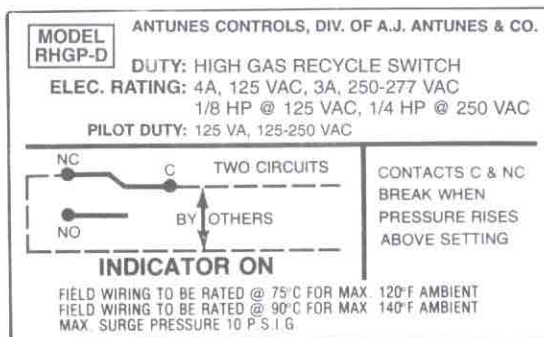 MODEL
RHGP-D
ANTUNES CONTROLS, DIV. OF A.J. ANTUNES & CO.
DUTY: HIGH GAS RECYCLE SWITCH
ELEC. RATING: 4A, 125 VAC, 3A, 250-277 VAC
1/8 HP @ 125 VAC, 1/4 HP @ 250 VAC
PILOT DUTY: 125 VA, 125-250 VAC
NC
C
TWO CIRCUITS
NO
BY OTHERS
INDICATOR ON
CONTACTS C & NC
BREAK WHEN
PRESSURE RISES
ABOVE SETTING
FIELD WIRING TO BE RATED @ 75°C FOR MAX. 120°F AMBIENT
FIELD WIRING TO BE RATED @ 90°C FOR MAX. 140°F AMBIENT
MAX. SURGE PRESSURE 10 P.S.I.G.